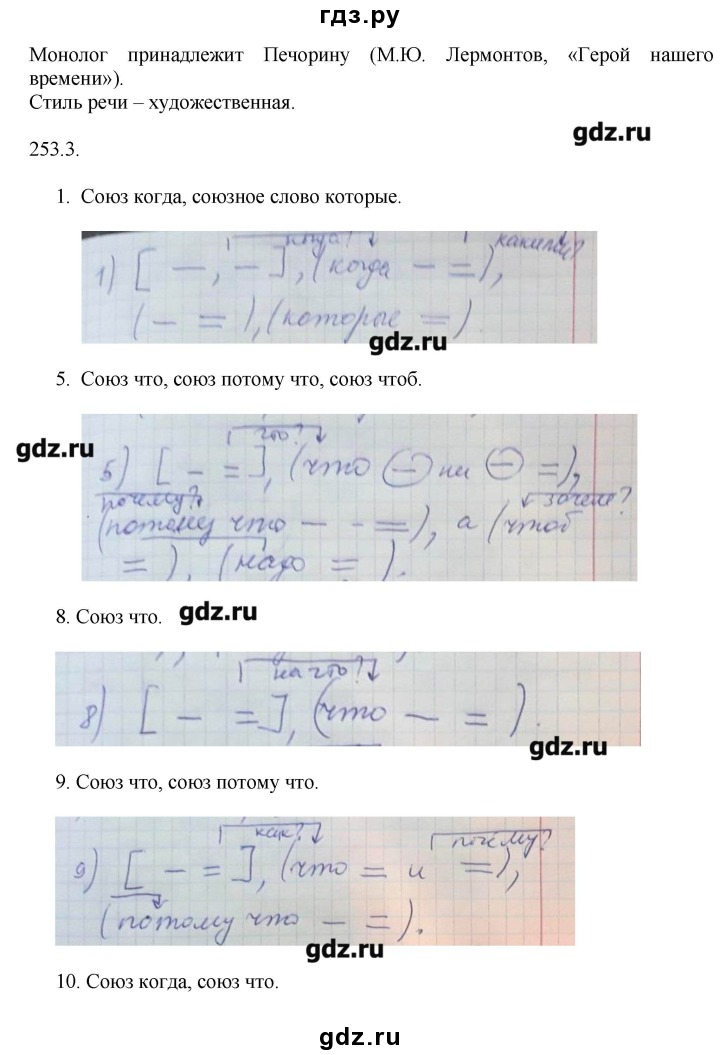 гдз.ру
Монолог принадлежит Печорину (М.Ю. Лермонтов, «Герой нашего
времени»).
Стиль речи – художественная.
gdz.ru
253.3.
1. Союз когда, союзное слово которые.
когда? какими?
1) [ —, — ], (когда — =),
( — = ), (которые = ).
gdz.ru
5. Союз что, союз потому что, союз чтоб.
gdz.ru
что?
5) [ — = ], (что — ни — =),
почему? зачем?
(потому что — - =), а (чтоб
= ), (надо = ).
gdz.ru
8. Союз что.
gdz.ru
на что?
8) [ — = ], (что — = ).
gdz.ru
9. Союз что, союз потому что.
как? почему?
9) [ — = ], (что = и =),
(потому что — = ).
gdz.ru
10. Союз когда, союз что.
gdz.ru